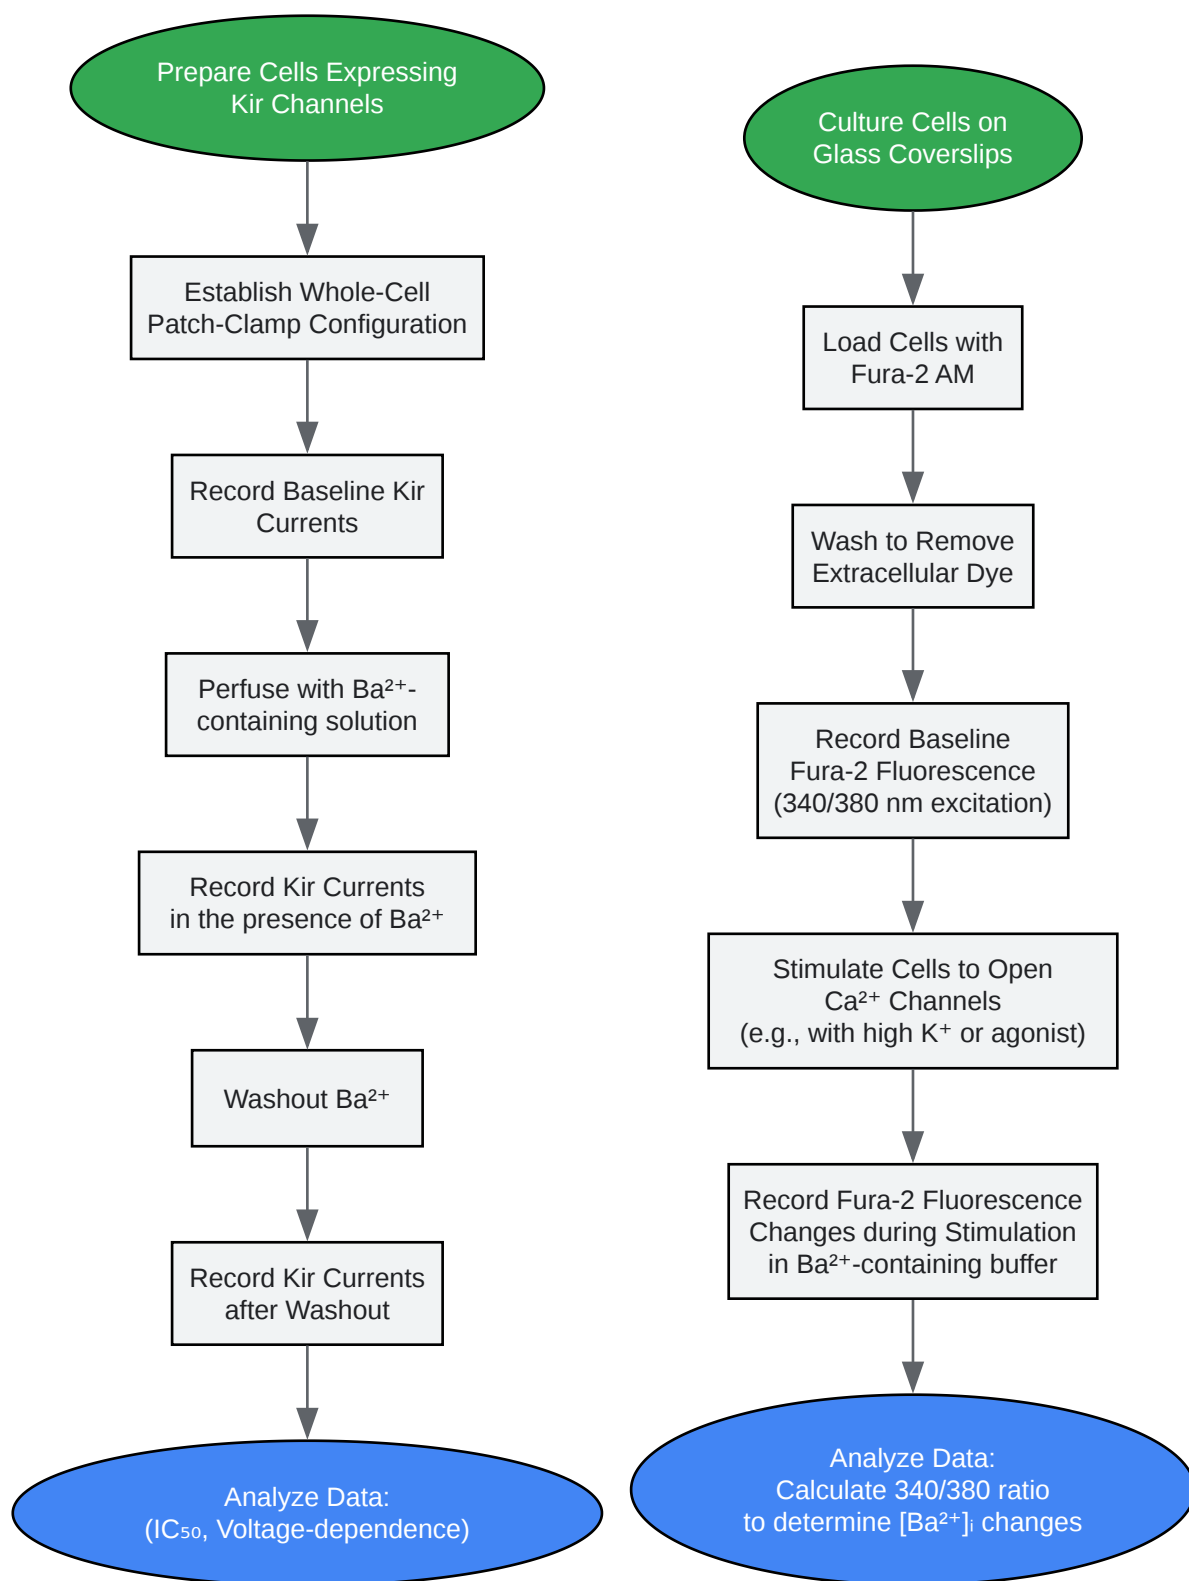 Prepare Cells Expressing
Kir Channels
Establish Whole-Cell
Patch-Clamp Configuration
Record Baseline Kir
Currents
Perfuse with Ba²⁺-
containing solution
Record Kir Currents
in the presence of Ba²⁺
Washout Ba²⁺
Record Kir Currents
after Washout
Analyze Data:
(IC₅₀, Voltage-dependence)
Culture Cells on
Glass Coverslips
Load Cells with
Fura-2 AM
Wash to Remove
Extracellular Dye
Record Baseline
Fura-2 Fluorescence
(340/380 nm excitation)
Stimulate Cells to Open
Ca²⁺ Channels
(e.g., with high K⁺ or agonist)
Record Fura-2 Fluorescence
Changes during Stimulation
in Ba²⁺-containing buffer
Analyze Data:
Calculate 340/380 ratio
to determine [Ba²⁺]ᵢ changes